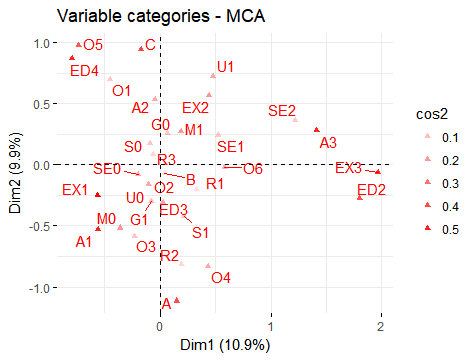 Variable categories - MCA
1.0
0.5
0.0
-0.5
-1.0
Dim2 (9.9%)
O5
C
ED4
O1
U1
A2
EX2
SE2
G0
M1
A3
S0
SE1
R3
EX3
SE0
B
O6
EX1
O2
R1
ED2
U0
ED3
M0
G1
S1
A1
O3
R2
O4
A
0
1
2
Dim1 (10.9%)
cos2
0.1
0.2
0.3
0.4
0.5